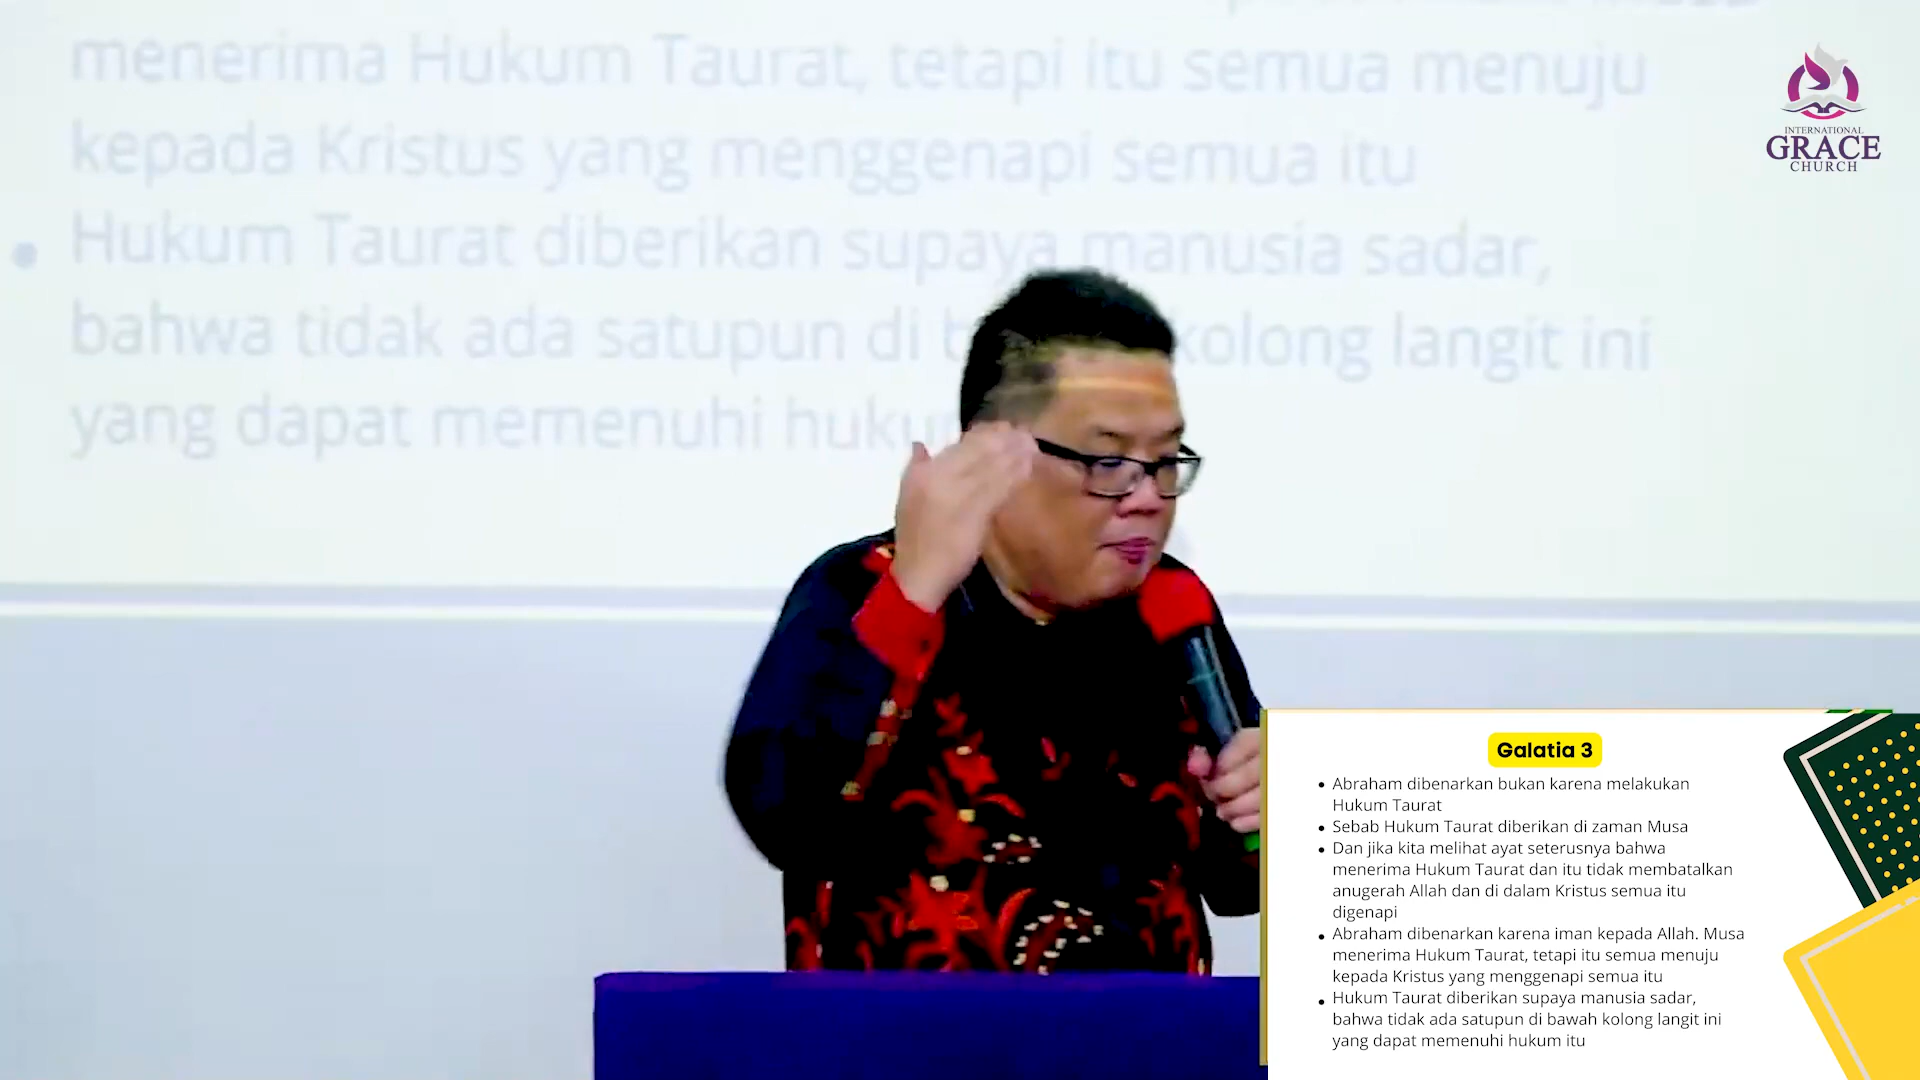 menerima Hukum Taurat, tetapi itu semua menuju
kepada Kristus yang menggenapi semua itu
• Hukum Taurat diberikan supaya manusia sadar,
bahwa tidak ada satupun di kolong langit ini
yang dapat memenuhi
INTERNATIONAL
GRACE
CHURCH
Galatia 3
• Abraham dibenarkan bukan karena melakukan
Hukum Taurat
• Sebab Hukum Taurat diberikan di zaman Musa
• Dan jika kita melihat ayat seterusnya bahwa
menerima Hukum Taurat dan itu tidak membatalkan
anugerah Allah dan di dalam Kristus semua itu
digenapi
• Abraham dibenarkan karena iman kepada Allah. Musa
menerima Hukum Taurat, tetapi itu semua menuju
kepada Kristus yang menggenapi semua itu
• Hukum Taurat diberikan supaya manusia sadar,
bahwa tidak ada satupun di bawah kolong langit ini
yang dapat memenuhi hukum itu